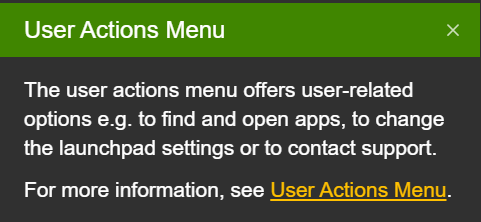 User Actions Menu
The user actions menu offers user-related
options e.g. to find and open apps, to change
the launchpad settings or to contact support.
For more information, see User Actions Menu.